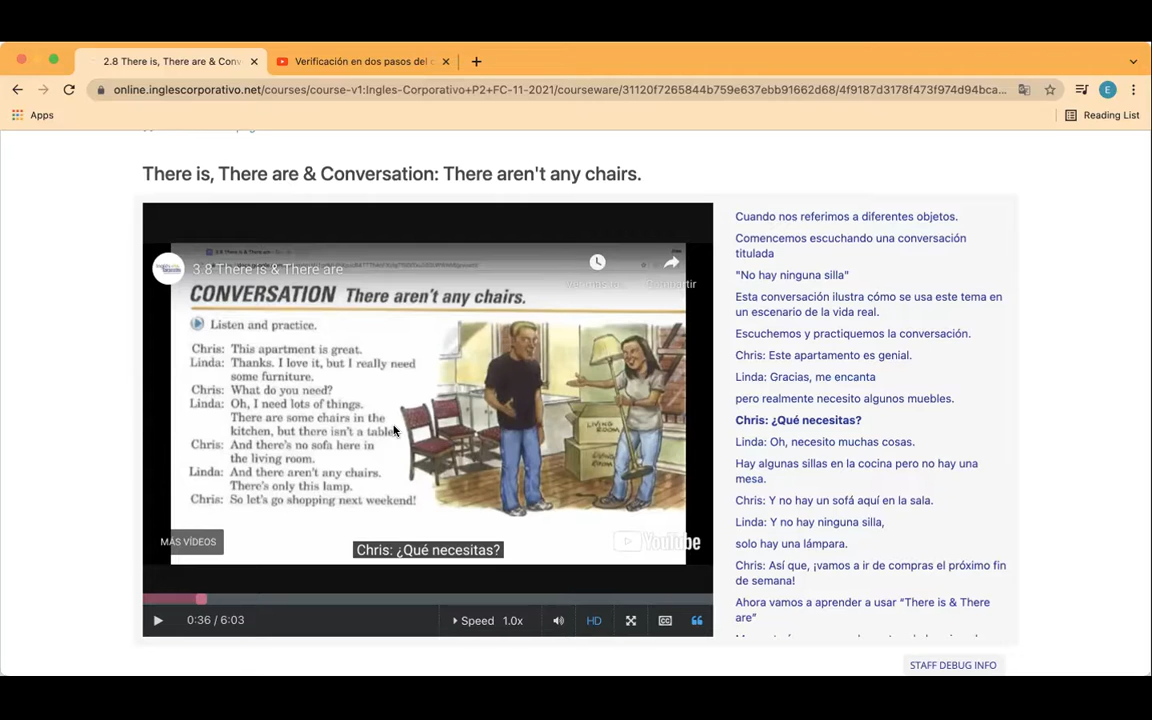 2.8 There is, There are & Conv
Verificación en dos pasos del c
online.inglescorporativo.net/courses/course-v1:Ingles-Corporativo+P2+FC-11-2021/courseware/31120f7265844b759e637ebb91662d68/4f9187d3178f473f974d94bca...
E
Apps
Reading List
There is, There are & Conversation: There aren't any chairs.
3.8 There is & There are
CONVERSATION There aren't any chairs.
Listen and practice.
Chris: This apartment is great.
Linda: Thanks. I love it, but I really need
some furniture.
Chris: What do you need?
Linda: Oh, I need lots of things.
There are some chairs in the
kitchen, but there isn't a table.
Chris: And there's no sofa here in
the living room.
Linda: And there aren't any chairs.
There's only this lamp.
Chris: So let's go shopping next weekend!
LIVING
ROOM
MÁS VÍDEOS
YouTube
Chris: ¿Qué necesitas?
0:36 / 6:03
Speed 1.0x
HD
CC
Cuando nos referimos a diferentes objetos.
Comencemos escuchando una conversación
titulada
"No hay ninguna silla"
Esta conversación ilustra cómo se usa este tema en
un escenario de la vida real.
Escuchemos y practiquemos la conversación.
Chris: Este apartamento es genial.
Linda: Gracias, me encanta
pero realmente necesito algunos muebles.
Chris: ¿Qué necesitas?
Linda: Oh, necesito muchas cosas.
Hay algunas sillas en la cocina pero no hay una
mesa.
Chris: Y no hay un sofá aquí en la sala.
Linda: Y no hay ninguna silla,
solo hay una lámpara.
Chris: Así que, ¡vamos a ir de compras el próximo fin
de semana!
Ahora vamos a aprender a usar “There is & There
are”
STAFF DEBUG INFO